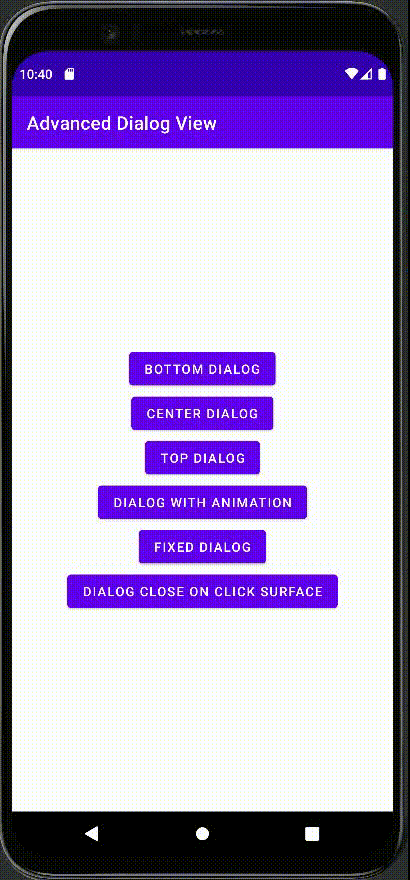 10:40
Advanced Dialog View
BOTTOM DIALOG
CENTER DIALOG
TOP DIALOG
DIALOG WITH ANIMATION
FIXED DIALOG
DIALOG CLOSE ON CLICK SURFACE